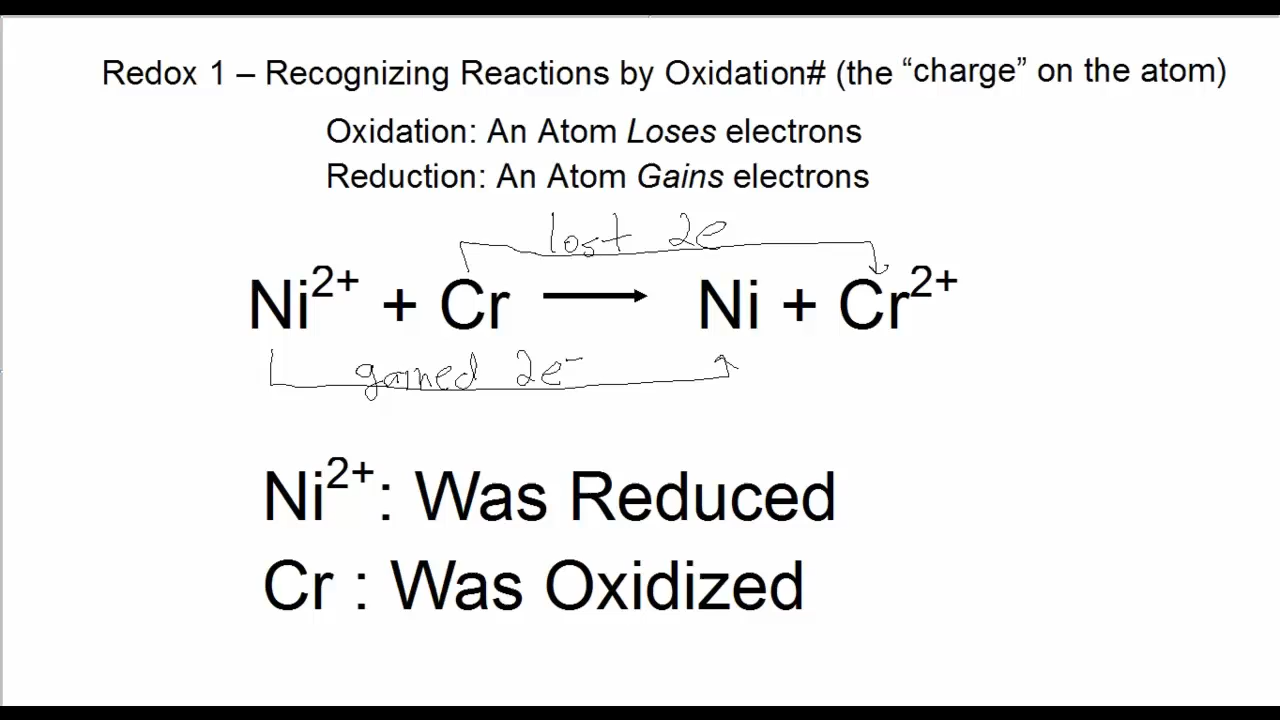 Redox 1 – Recognizing Reactions by Oxidation# (the “charge” on the atom)
Oxidation: An Atom Loses electrons
Reduction: An Atom Gains electrons
lost 2e
Ni²⁺ + Cr → Ni + Cr²⁺
gained 2e⁻
Ni²⁺: Was Reduced
Cr : Was Oxidized